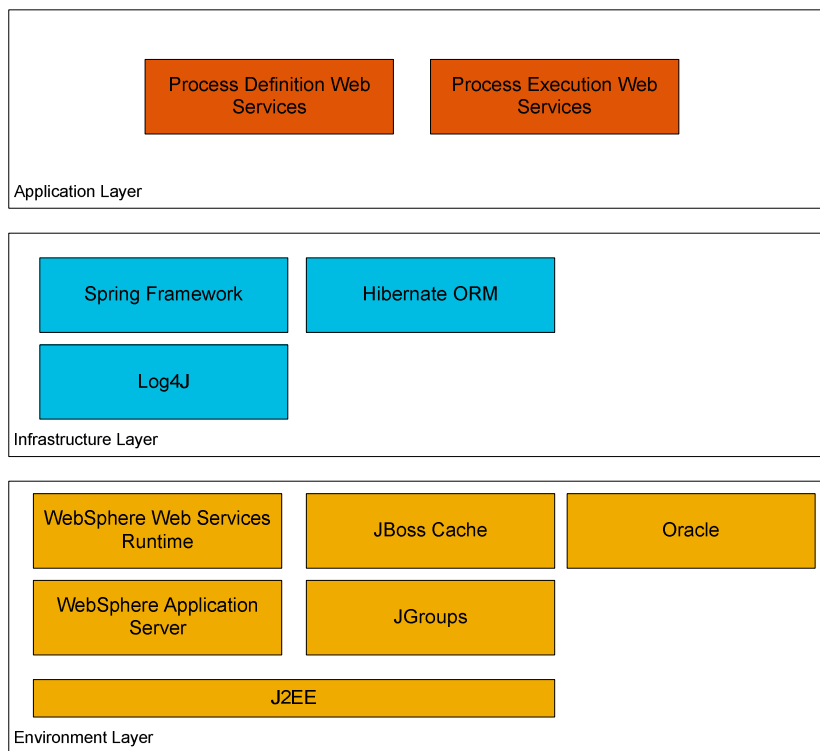 Process Definition Web
Services
Process Execution Web
Services
Application Layer
Spring Framework
Hibernate ORM
Log4J
Infrastructure Layer
WebSphere Web Services
Runtime
JBoss Cache
Oracle
WebSphere Application
Server
JGroups
J2EE
Environment Layer